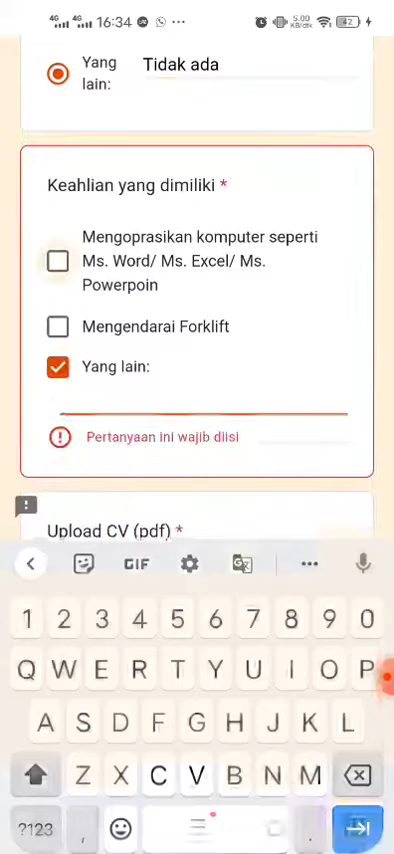 4G 4G 16:34 5.00 KB/dtk 42
Yang lain: Tidak ada
Keahlian yang dimiliki *
Mengoprasikan komputer seperti
Ms. Word/ Ms. Excel/ Ms.
Powerpoin
Mengendarai Forklift
Yang lain:
Pertanyaan ini wajib diisi
Upload CV (pdf) *
GIF
1 2 3 4 5 6 7 8 9 0
Q W E R T Y U I O P
A S D F G H J K L
Z X C V B N M
?123 , .